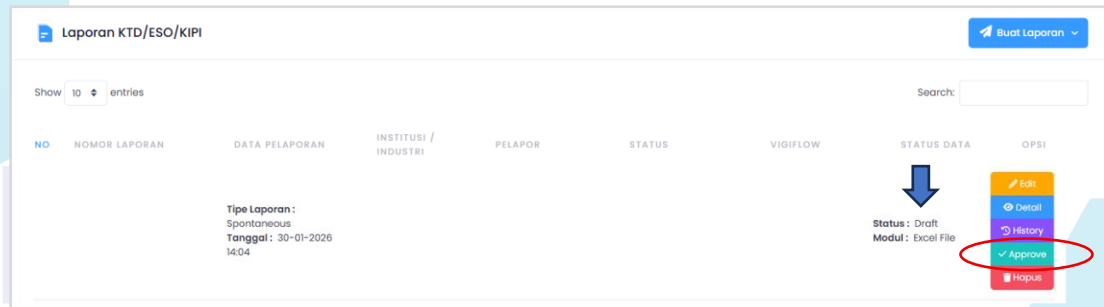 Laporan KTD/ESO/KIPI
Buat Laporan
Show 10 entries
Search:
NO NOMOR LAPORAN DATA PELAPORAN INSTITUSI / INDUSTRI PELAPOR STATUS VIGIFLOW STATUS DATA OPSI
Tipe Laporan :
Spontaneous
Tanggal : 30-01-2026
14:04
Status : Draft
Modul : Excel File
Edit
Detail
History
Approve
Hapus